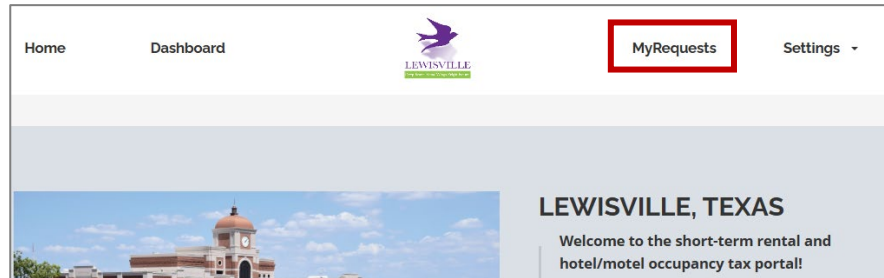 Home
Dashboard
LEWISVILLE
MyRequests
Settings
LEWISVILLE, TEXAS
Welcome to the short-term rental and
hotel/motel occupancy tax portal!